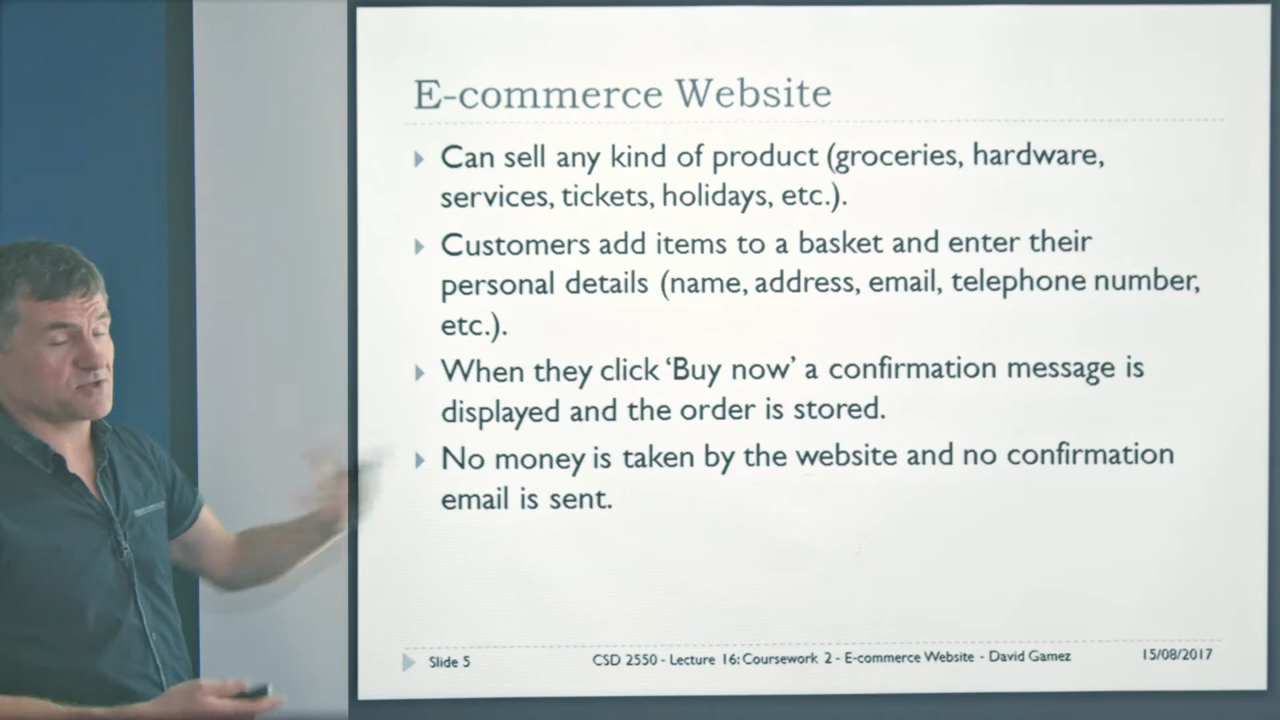 E-commerce Website
Can sell any kind of product (groceries, hardware,
services, tickets, holidays, etc.).
Customers add items to a basket and enter their
personal details (name, address, email, telephone number,
etc.).
When they click ‘Buy now’ a confirmation message is
displayed and the order is stored.
No money is taken by the website and no confirmation
email is sent.
Slide 5 CSD 2550 - Lecture 16: Coursework 2 - E-commerce Website - David Gamez 15/08/2017